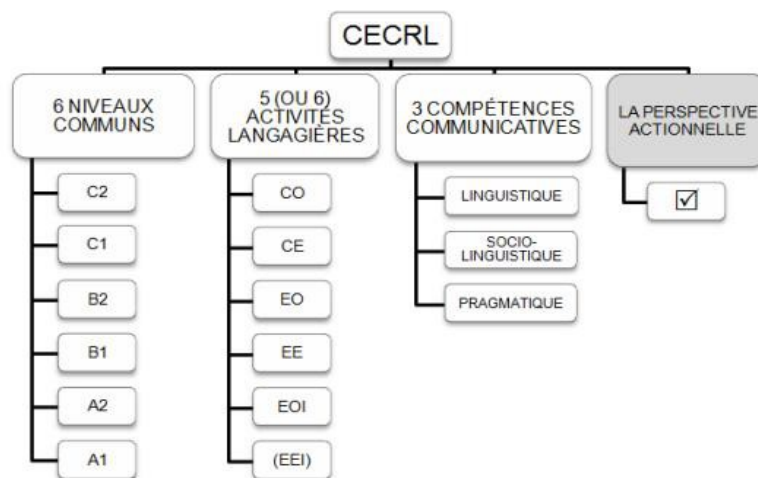 CECRL
6 NIVEAUX
COMMUNS
C2
C1
B2
B1
A2
A1
5 (OU 6)
ACTIVITÉS
LANGAGIÈRES
CO
CE
EO
EE
EOI
(EEI)
3 COMPÉTENCES
COMMUNICATIVES
LINGUISTIQUE
SOCIO-
LINGUISTIQUE
PRAGMATIQUE
LA PERSPECTIVE
ACTIONNELLE
☑